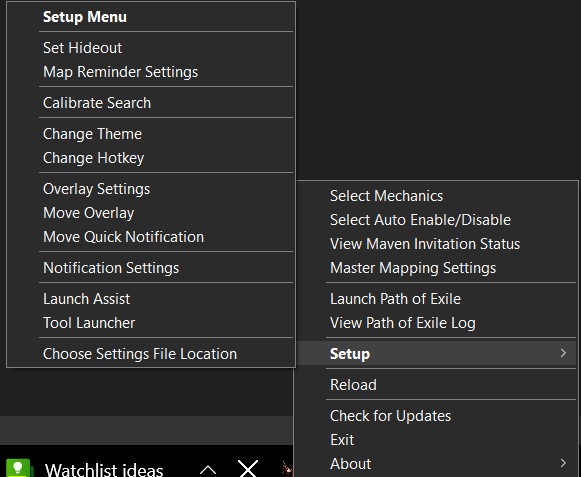 Setup Menu
Set Hideout
Map Reminder Settings
Calibrate Search
Change Theme
Change Hotkey
Overlay Settings
Move Overlay
Move Quick Notification
Notification Settings
Launch Assist
Tool Launcher
Choose Settings File Location
Select Mechanics
Select Auto Enable/Disable
View Maven Invitation Status
Master Mapping Settings
Launch Path of Exile
View Path of Exile Log
Setup
Reload
Check for Updates
Exit
About
Watchlist ideas